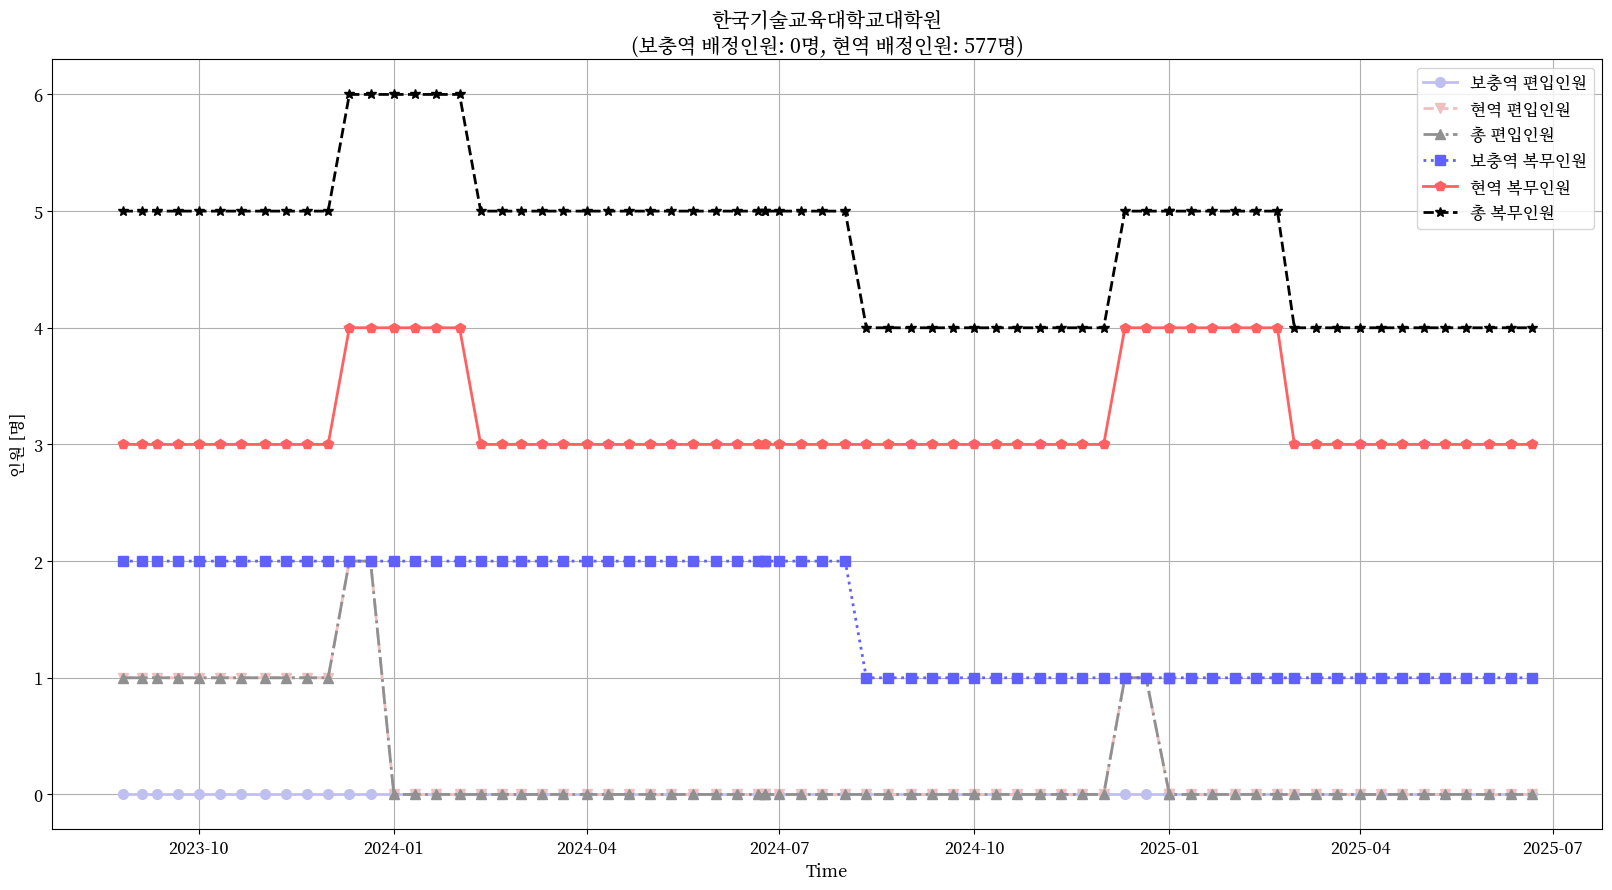 한국기술교육대학교대학원
(보충역 배정인원: 0명, 현역 배정인원: 577명)
보충역 편입인원
현역 편입인원
총 편입인원
보충역 복무인원
현역 복무인원
총 복무인원
인원 [명]
6
5
4
3
2
1
0
2023-10
2024-01
2024-04
2024-07
2024-10
2025-01
2025-04
2025-07
Time